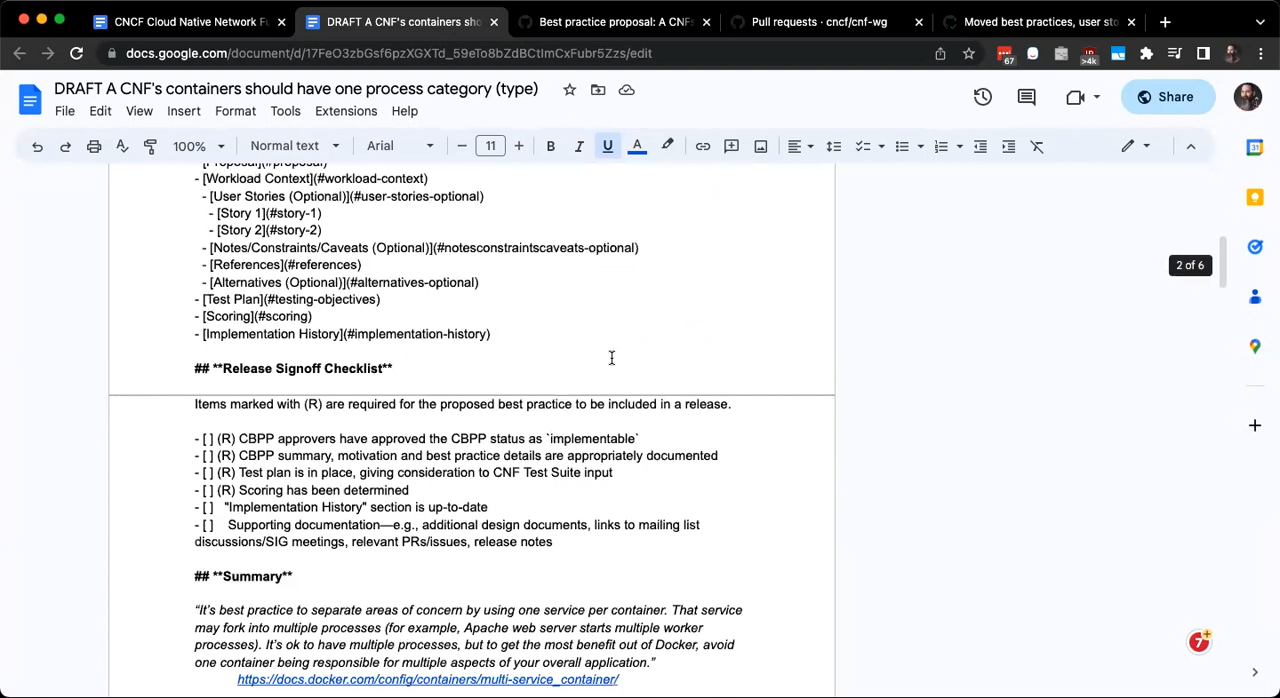 CNCF Cloud Native Network Fu
DRAFT A CNF's containers sho
Best practice proposal: A CNFs
Pull requests · cncf/cnf-wg
Moved best practices, user sto
docs.google.com/document/d/17FeO3zbGsf6pzXGXTd_59eTo8bZdBCtImCxFubr5Zzs/edit
67
>4k
DRAFT A CNF's containers should have one process category (type)
File Edit View Insert Format Tools Extensions Help
Share
100% Normal text Arial 11
- [Proposal](#proposal)
- [Workload Context](#workload-context)
- [User Stories (Optional)](#user-stories-optional)
- [Story 1](#story-1)
- [Story 2](#story-2)
- [Notes/Constraints/Caveats (Optional)](#notesconstraintscaveats-optional)
- [References](#references)
- [Alternatives (Optional)](#alternatives-optional)
- [Test Plan](#testing-objectives)
- [Scoring](#scoring)
- [Implementation History](#implementation-history)
2 of 6
## **Release Signoff Checklist**
Items marked with (R) are required for the proposed best practice to be included in a release.
- [ ] (R) CBPP approvers have approved the CBPP status as `implementable`
- [ ] (R) CBPP summary, motivation and best practice details are appropriately documented
- [ ] (R) Test plan is in place, giving consideration to CNF Test Suite input
- [ ] (R) Scoring has been determined
- [ ] "Implementation History" section is up-to-date
- [ ] Supporting documentation—e.g., additional design documents, links to mailing list
discussions/SIG meetings, relevant PRs/issues, release notes
## **Summary**
“It’s best practice to separate areas of concern by using one service per container. That service
may fork into multiple processes (for example, Apache web server starts multiple worker
processes). It’s ok to have multiple processes, but to get the most benefit out of Docker, avoid
one container being responsible for multiple aspects of your overall application.”
https://docs.docker.com/config/containers/multi-service_container/
7